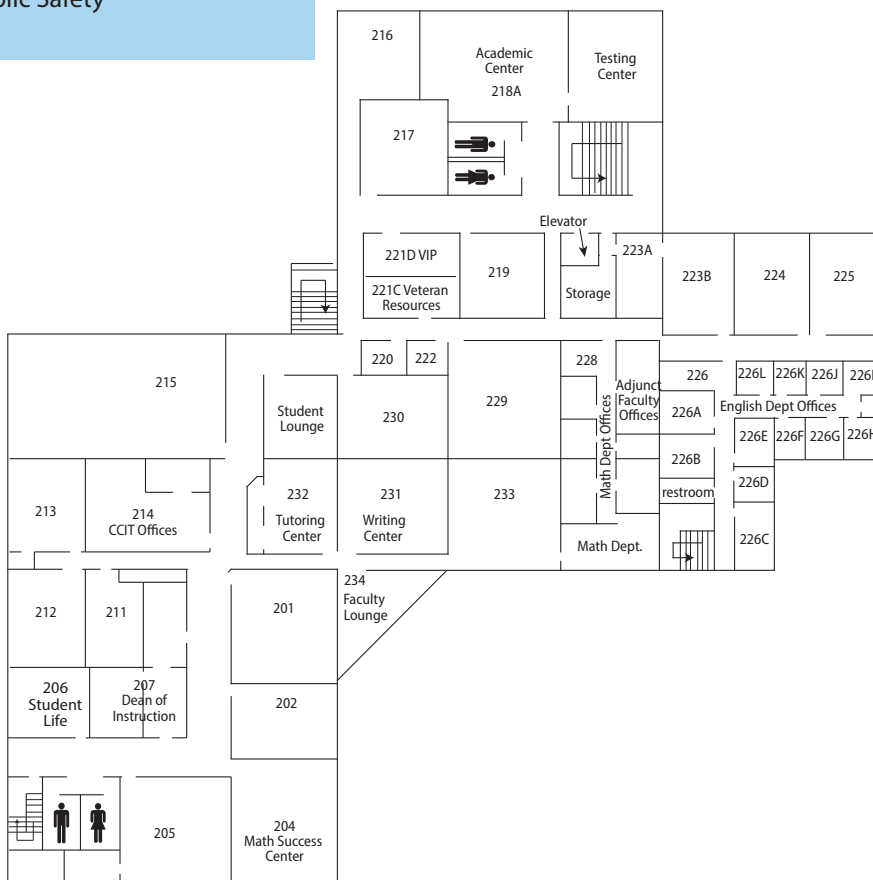 Safety
216
Academic
Center
218A
Testing
Center
217
Elevator
221D VIP
221C Veteran
Resources
219
Storage
223A
223B
224
225
215
220
222
228
Student
Lounge
230
229
Math Dept Offices
Adjunct
Faculty
Offices
226
226L
226K
226J
English Dept Offices
226A
226E
226F
226G
226H
226B
226D
restroom
226C
213
214
CCIT Offices
232
Tutoring
Center
231
Writing
Center
233
Math Dept.
234
Faculty
Lounge
212
211
201
206
Student
Life
207
Dean of
Instruction
202
205
204
Math Success
Center